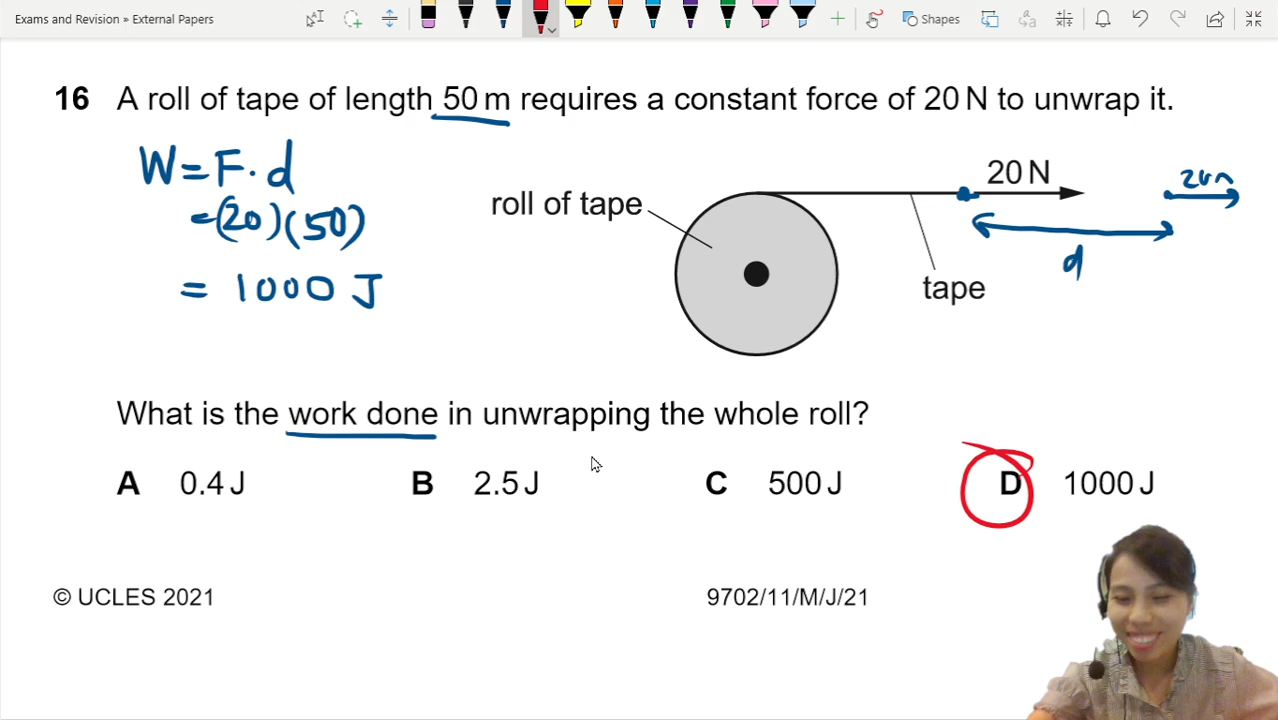 Exams and Revision » External Papers
Shapes
16 A roll of tape of length 50 m requires a constant force of 20 N to unwrap it.
W = F · d
= (20)(50)
= 1000 J
20 N
20N
roll of tape
d
tape
What is the work done in unwrapping the whole roll?
A 0.4 J B 2.5 J C 500 J D 1000 J
© UCLES 2021 9702/11/M/J/21